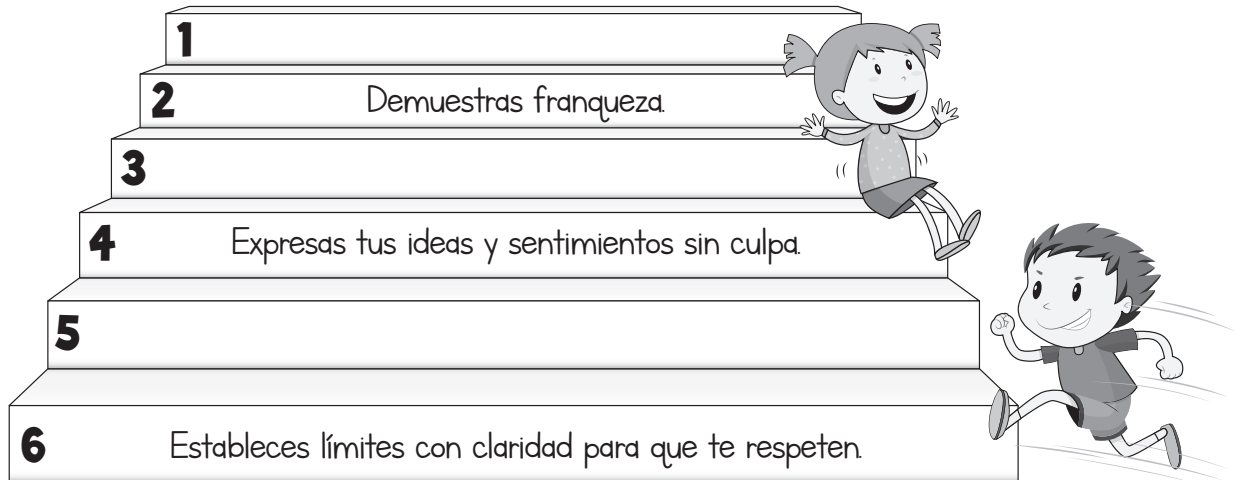 1
2 Demuestras franqueza.
3
4 Expresas tus ideas y sentimientos sin culpa.
5
6 Estableces límites con claridad para que te respeten.